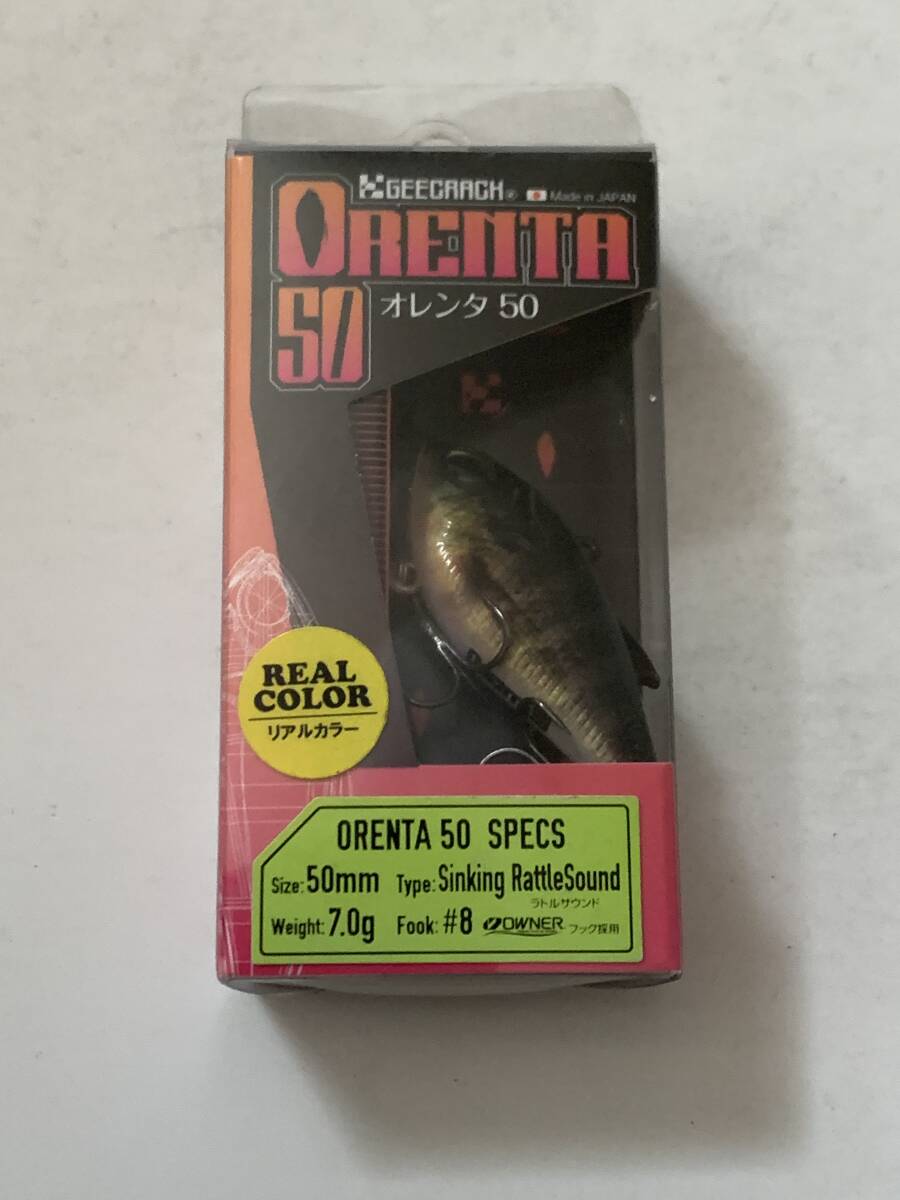 GEECRACK® Made in JAPAN
ORENTA
50 オレンタ 50
REAL
COLOR
リアルカラー
ORENTA 50 SPECS
Size: 50mm Type: Sinking RattleSound
ラトルサウンド
Weight: 7.0g Fook: #8 OWNER フック採用